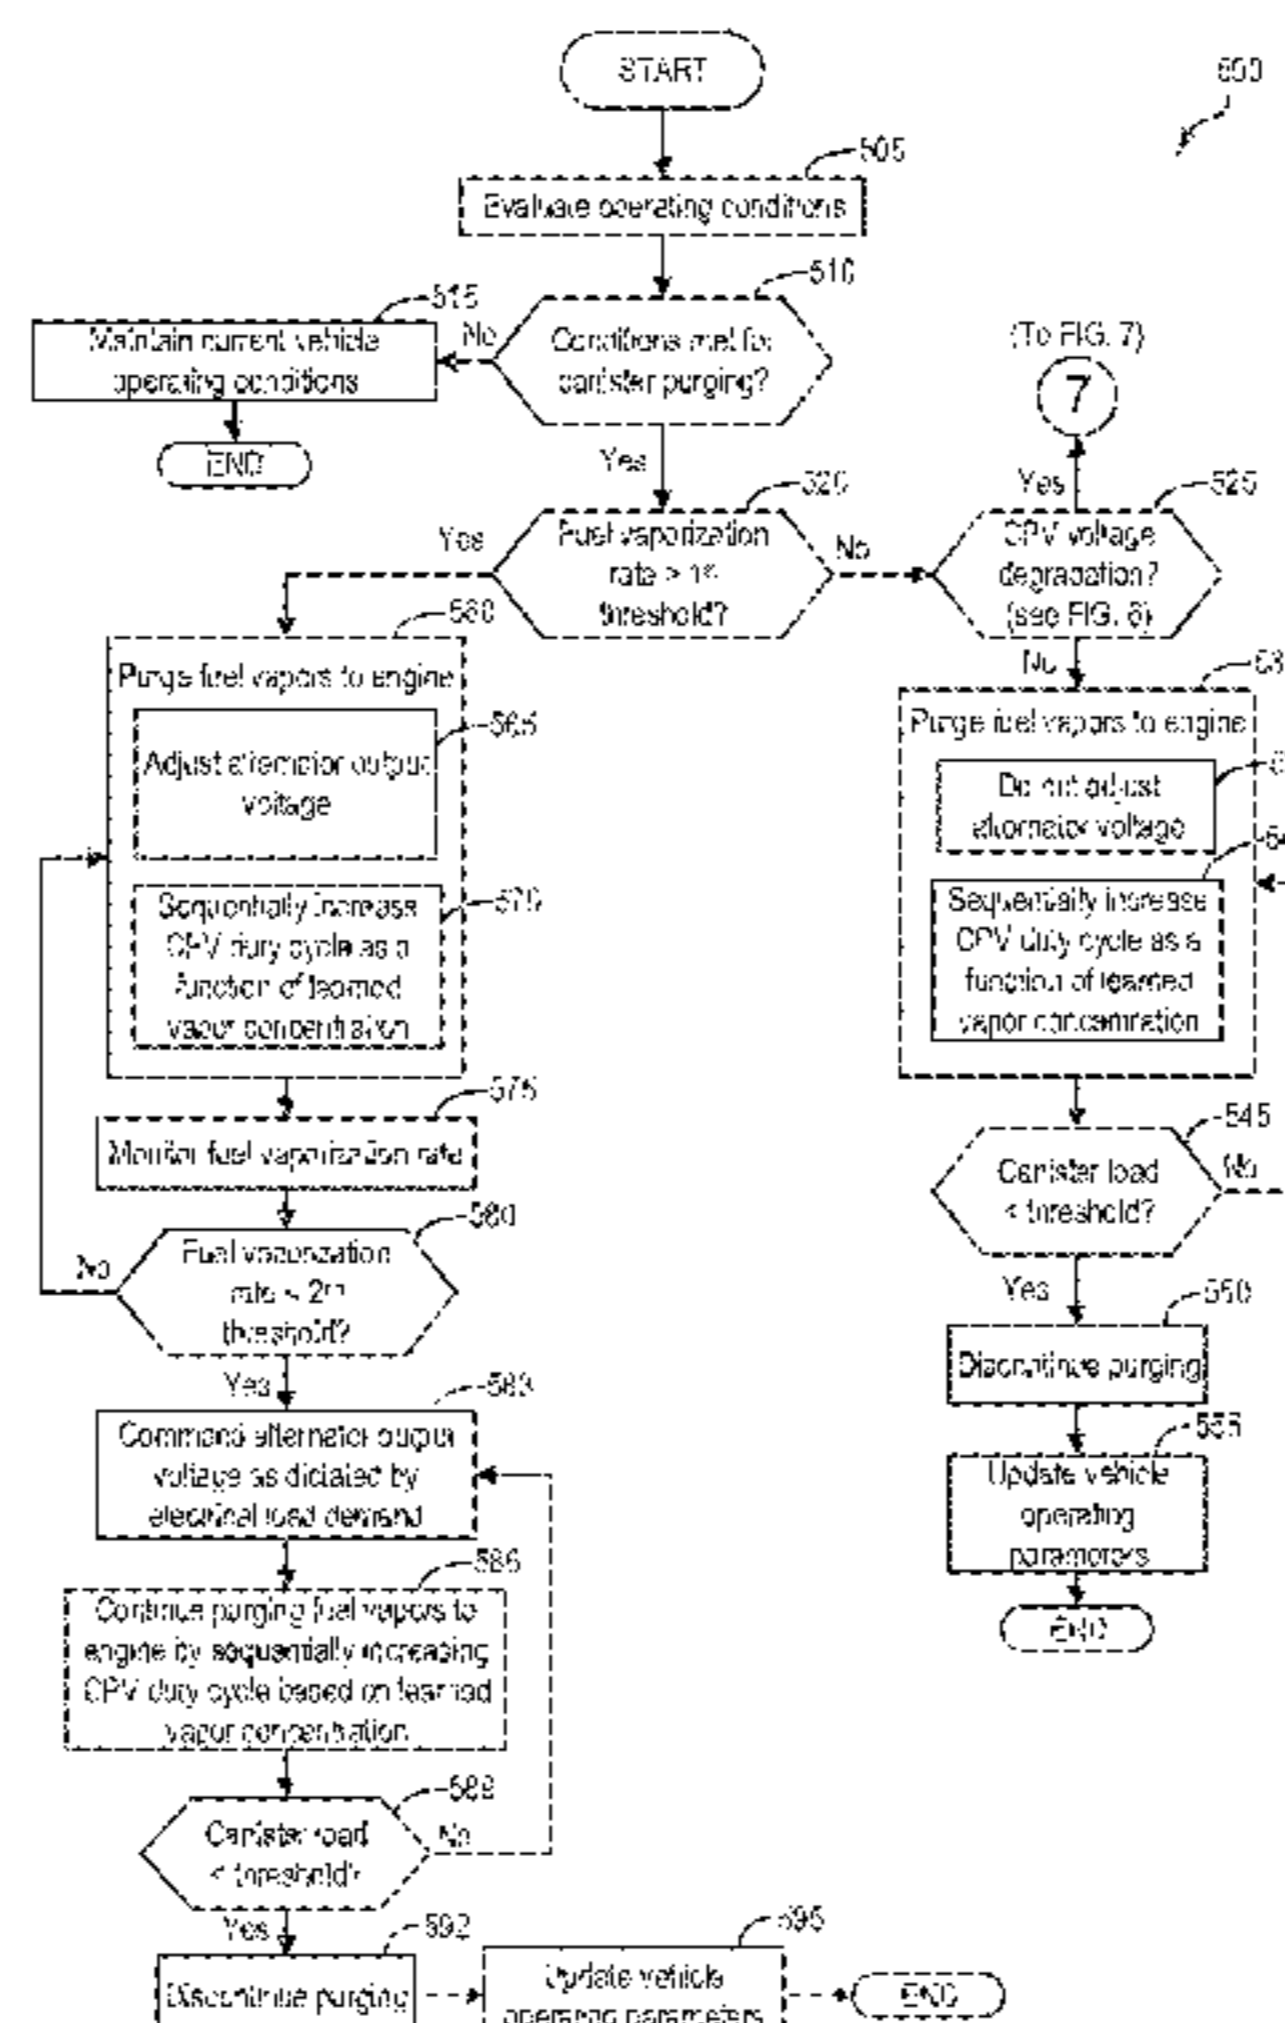 START
505
Evaluate operating conditions
510
Conditions met for
canister purging?
No
515
Maintain current vehicle
operating conditions
END
(To FIG. 7)
7
Yes
Yes
520
Fuel vaporization
rate > 1st
threshold?
Yes
No
525
CPV voltage
degradation?
(see FIG. 6)
No
560
Purge fuel vapors to engine
565
Adjust alternator output
voltage
570
Sequentially increase
CPV duty cycle as a
function of learned
vapor concentration
Purge fuel vapors to engine
Do not adjust
alternator voltage
Sequentially increase
CPV duty cycle as a
function of learned
vapor concentration
575
Monitor fuel vaporization rate
580
Fuel vaporization
rate < 2nd
threshold?
No
Yes
545
Canister load
< threshold?
No
Yes
550
Discontinue purging
555
Update vehicle
operating
parameters
END
583
Command alternator output
voltage as dictated by
electrical load demand
586
Continue purging fuel vapors to
engine by sequentially increasing
CPV duty cycle based on learned
vapor concentration
589
Canister load
< threshold?
No
Yes
592
Discontinue purging
595
Update vehicle
operating parameters
END